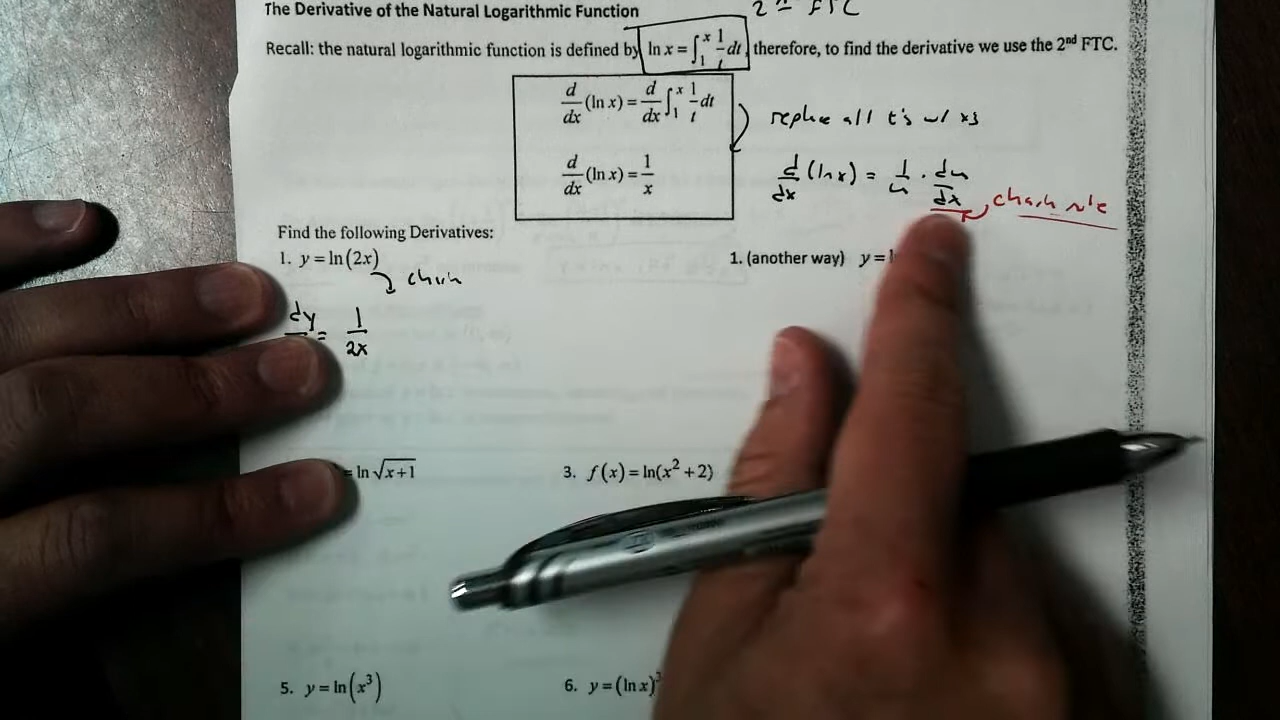 The Derivative of the Natural Logarithmic Function
2nd FTC
Recall: the natural logarithmic function is defined by ln x = ∫₁ˣ 1/t dt, therefore, to find the derivative we use the 2nd FTC.
d/dx (ln x) = d/dx ∫₁ˣ 1/t dt
replace all t's w/ xs
d/dx (ln x) = 1/x
d/dx (ln x) = 1/u · du/dx
chain rule
Find the following Derivatives:
1. y = ln(2x)
1. (another way) y =
chain
dy = 1/2x
= ln √x+1
3. f(x) = ln(x² + 2)
5. y = ln(x³)
6. y = (ln x)